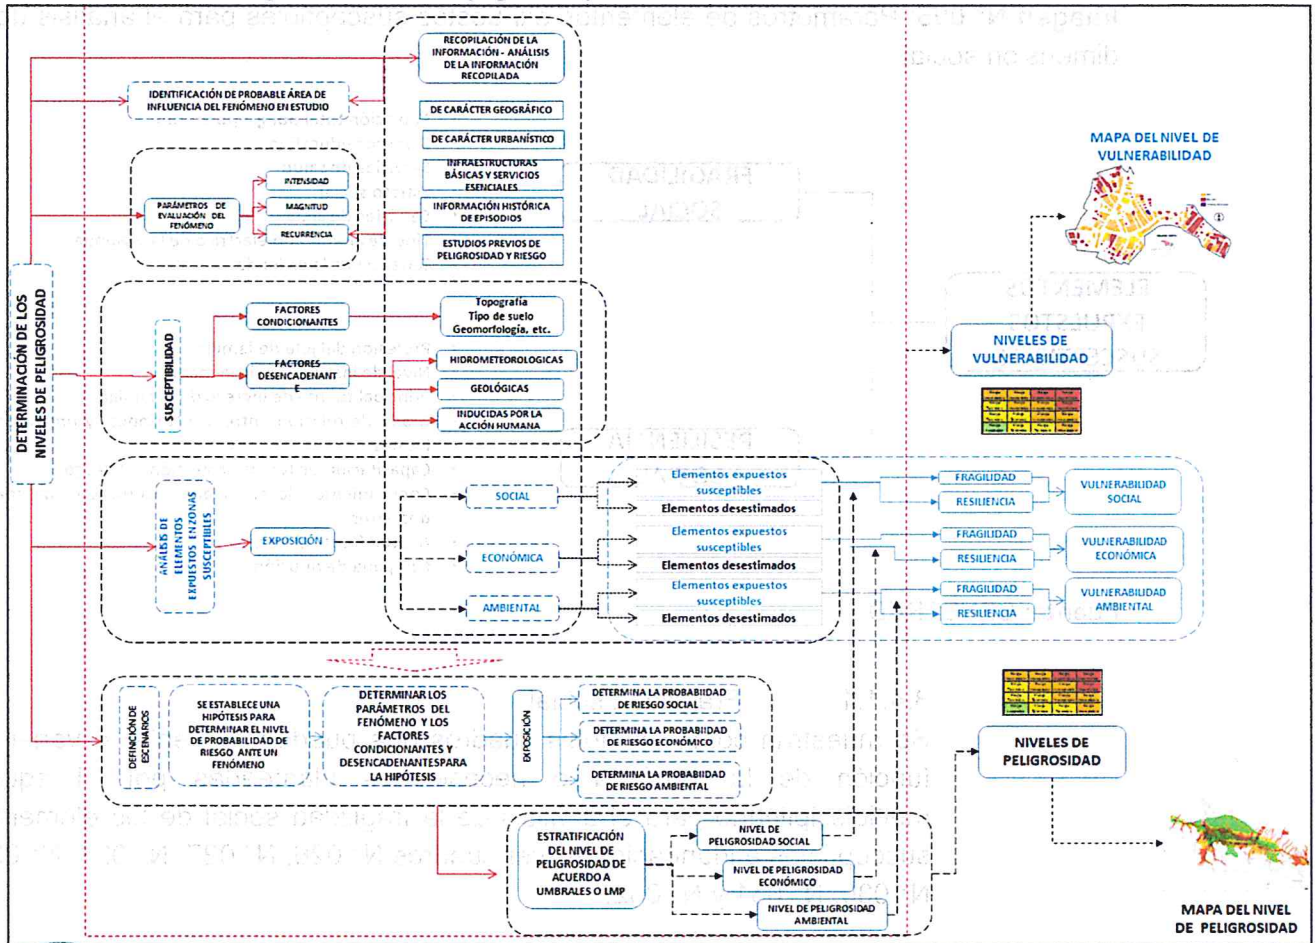 RECOPILACIÓN DE LA
INFORMACIÓN - ANÁLISIS
DE LA INFORMACIÓN
RECOPILADA
IDENTIFICACIÓN DE PROBABLE ÁREA DE
INFLUENCIA DEL FENÓMENO EN ESTUDIO
DE CARÁCTER GEOGRÁFICO
DE CARÁCTER URBANÍSTICO
INFRAESTRUCTURAS
BÁSICAS Y SERVICIOS
ESENCIALES
INFORMACIÓN HISTÓRICA
DE EPISODIOS
ESTUDIOS PREVIOS DE
PELIGROSIDAD Y RIESGO
PARÁMETROS DE
EVALUACIÓN DEL
FENÓMENO
INTENSIDAD
MAGNITUD
RECURRENCIA
DETERMINACIÓN DE LOS
NIVELES DE PELIGROSIDAD
SUSCEPTIBILIDAD
FACTORES
CONDICIONANTES
Topografía
Tipo de suelo
Geomorfología, etc.
FACTORES
DESENCADENANT
E
HIDROMETEOROLOGICAS
GEOLÓGICAS
INDUCIDAS POR LA
ACCIÓN HUMANA
MAPA DEL NIVEL DE
VULNERABILIDAD
NIVELES DE
VULNERABILIDAD
ANÁLISIS DE
ELEMENTOS
EXPUESTOS EN ZONAS
SUSCEPTIBLES
EXPOSICIÓN
SOCIAL
ECONÓMICA
AMBIENTAL
Elementos expuestos
susceptibles
Elementos desestimados
Elementos expuestos
susceptibles
Elementos desestimados
Elementos expuestos
susceptibles
Elementos desestimados
FRAGILIDAD
RESILIENCIA
VULNERABILIDAD
SOCIAL
FRAGILIDAD
RESILIENCIA
VULNERABILIDAD
ECONÓMICA
FRAGILIDAD
RESILIENCIA
VULNERABILIDAD
AMBIENTAL
DEFINICIÓN DE
ESCENARIOS
SE ESTABLECE UNA
HIPÓTESIS PARA
DETERMINAR EL NIVEL
DE PROBABILIDAD DE
RIESGO ANTE UN
FENÓMENO
DETERMINAR LOS
PARÁMETROS DEL
FENÓMENO Y LOS
FACTORES
CONDICIONANTES Y
DESENCADENANTES PARA
LA HIPÓTESIS
EXPOSICIÓN
DETERMINA LA PROBABIIDAD
DE RIESGO SOCIAL
DETERMINA LA PROBABIIDAD
DE RIESGO ECONÓMICO
DETERMINA LA PROBABIIDAD
DE RIESGO AMBIENTAL
NIVELES DE
PELIGROSIDAD
ESTRATIFICACIÓN
DEL NIVEL DE
PELIGROSIDAD DE
ACUERDO A
UMBRALES O LMP
NIVEL DE
PELIGROSIDAD SOCIAL
NIVEL DE PELIGROSIDAD
ECONÓMICO
NIVEL DE PELIGROSIDAD
AMBIENTAL
MAPA DEL NIVEL
DE PELIGROSIDAD